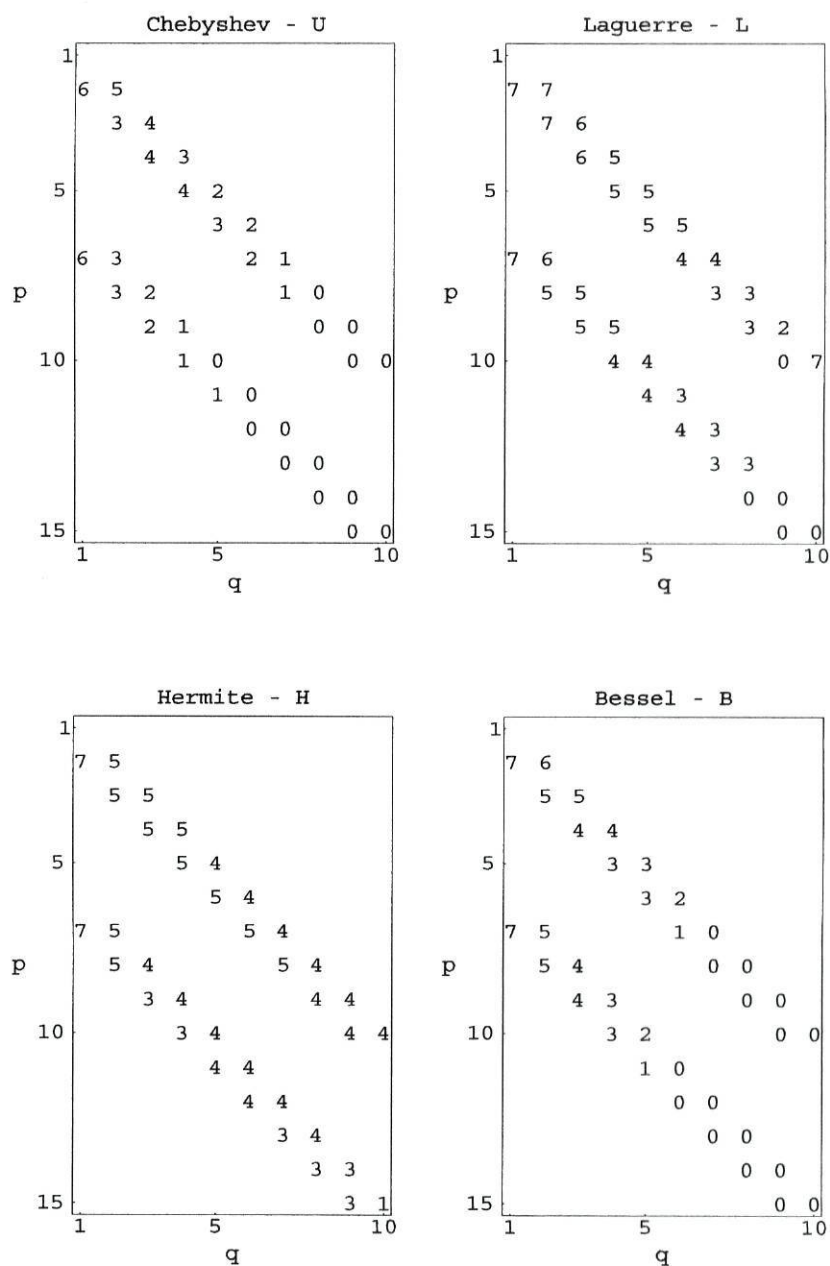 Chebyshev - U
1
6 5
3 4
4 3
5 4 2
3 2
6 3 2 1
p 3 2 1 0
2 1 0 0
10 1 0 0 0
1 0
0 0
0 0
0 0
15 0 0
1 5 10
q
Laguerre - L
1
7 7
7 6
6 5
5 5 5
5 5
7 6 4 4
p 5 5 3 3
5 5 3 2
10 4 4 0 7
4 3
4 3
3 3
0 0
15 0 0
1 5 10
q
Hermite - H
1
7 5
5 5
5 5
5 5 4
5 4
7 5 5 4
p 5 4 5 4
3 4 4 4
10 3 4 4 4
4 4
4 4
3 4
3 3
15 3 1
1 5 10
q
Bessel - B
1
7 6
5 5
4 4
5 3 3
3 2
7 5 1 0
p 5 4 0 0
4 3 0 0
10 3 2 0 0
1 0
0 0
0 0
0 0
15 0 0
1 5 10
q